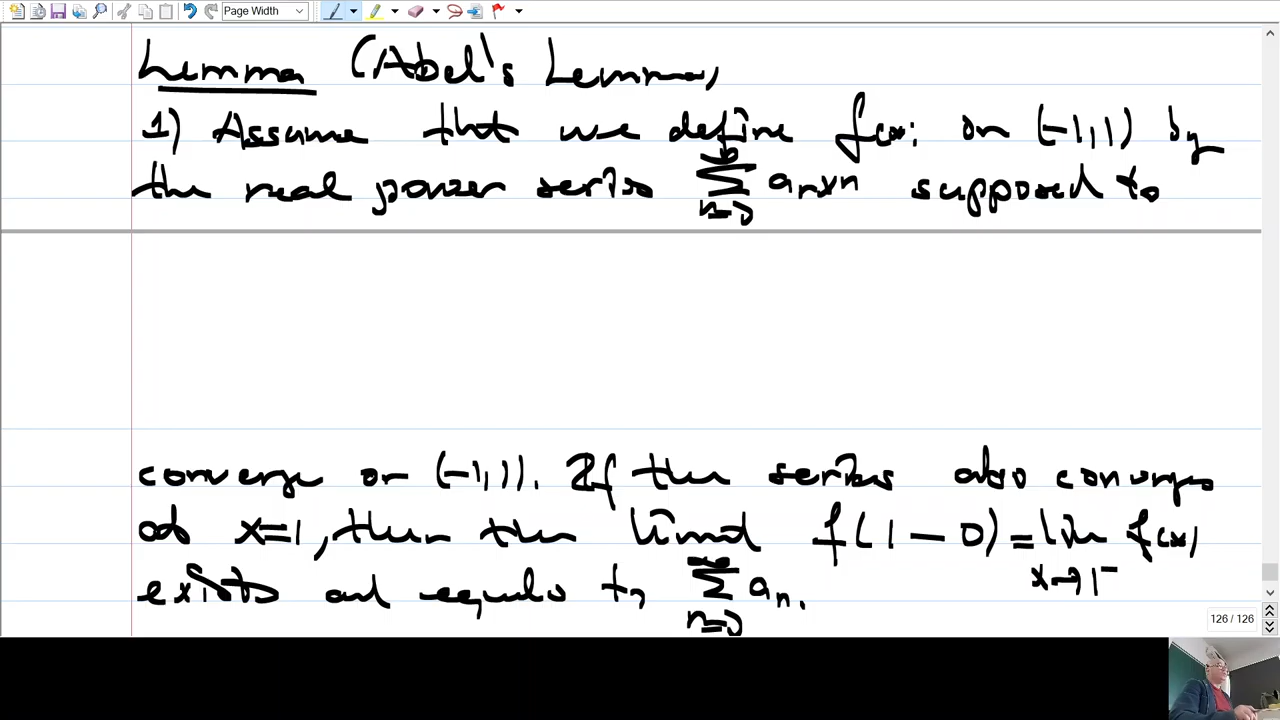 Page Width
Lemma (Abel's Lemma)
1) Assume that we define f(x) on (-1,1) by
the real power series ∑_{n=0}^{∞} a_n x^n supposed to
converge on (-1,1). If the series also converges
at x=1, then the limit f(1-0) = lim_{x→1^-} f(x)
exists and equals to ∑_{n=0}^{∞} a_n.
126 / 126